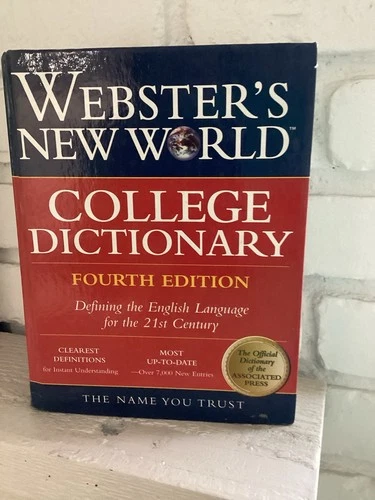 WEBSTER'S
NEW WORLD™
COLLEGE
DICTIONARY
FOURTH EDITION
Defining the English Language
for the 21st Century
CLEAREST
DEFINITIONS
for Instant Understanding
MOST
UP-TO-DATE
—Over 7,000 New Entries
The Official
Dictionary
of the
ASSOCIATED
PRESS
THE NAME YOU TRUST